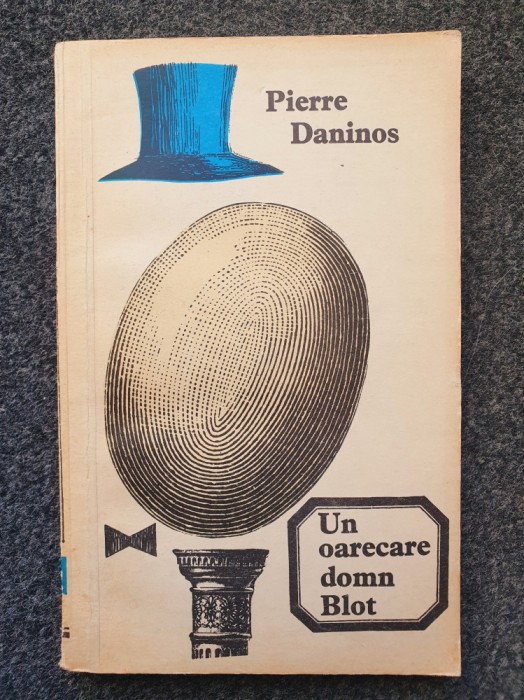 Pierre
Daninos
Un
oarecare
domn
Blot